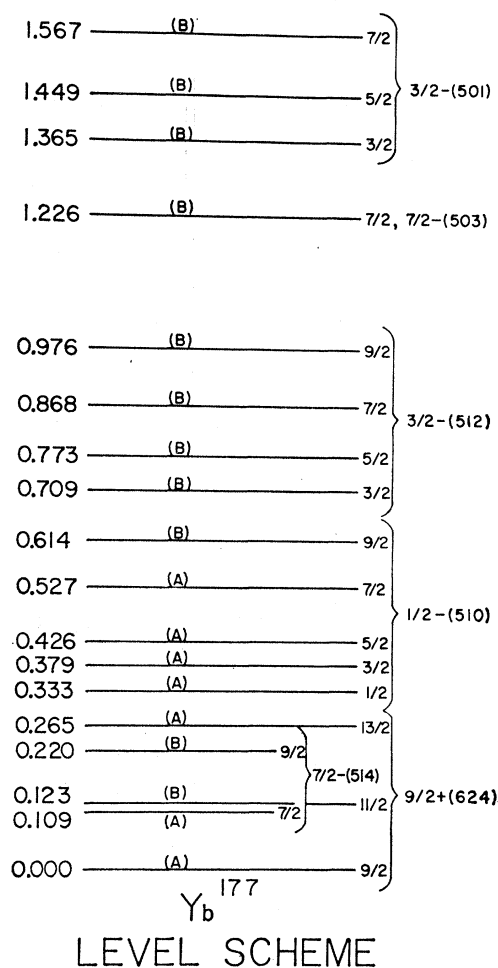 1.567 (B) 7/2
1.449 (B) 5/2 3/2-(501)
1.365 (B) 3/2
1.226 (B) 7/2, 7/2-(503)
0.976 (B) 9/2
0.868 (B) 7/2 3/2-(512)
0.773 (B) 5/2
0.709 (B) 3/2
0.614 (B) 9/2
0.527 (A) 7/2 1/2-(510)
0.426 (A) 5/2
0.379 (A) 3/2
0.333 (A) 1/2
0.265 (A) 13/2
0.220 (B) 9/2 7/2-(514)
0.123 (B) 11/2 9/2+(624)
0.109 (A) 7/2
0.000 (A) 9/2
177
Yb
LEVEL SCHEME